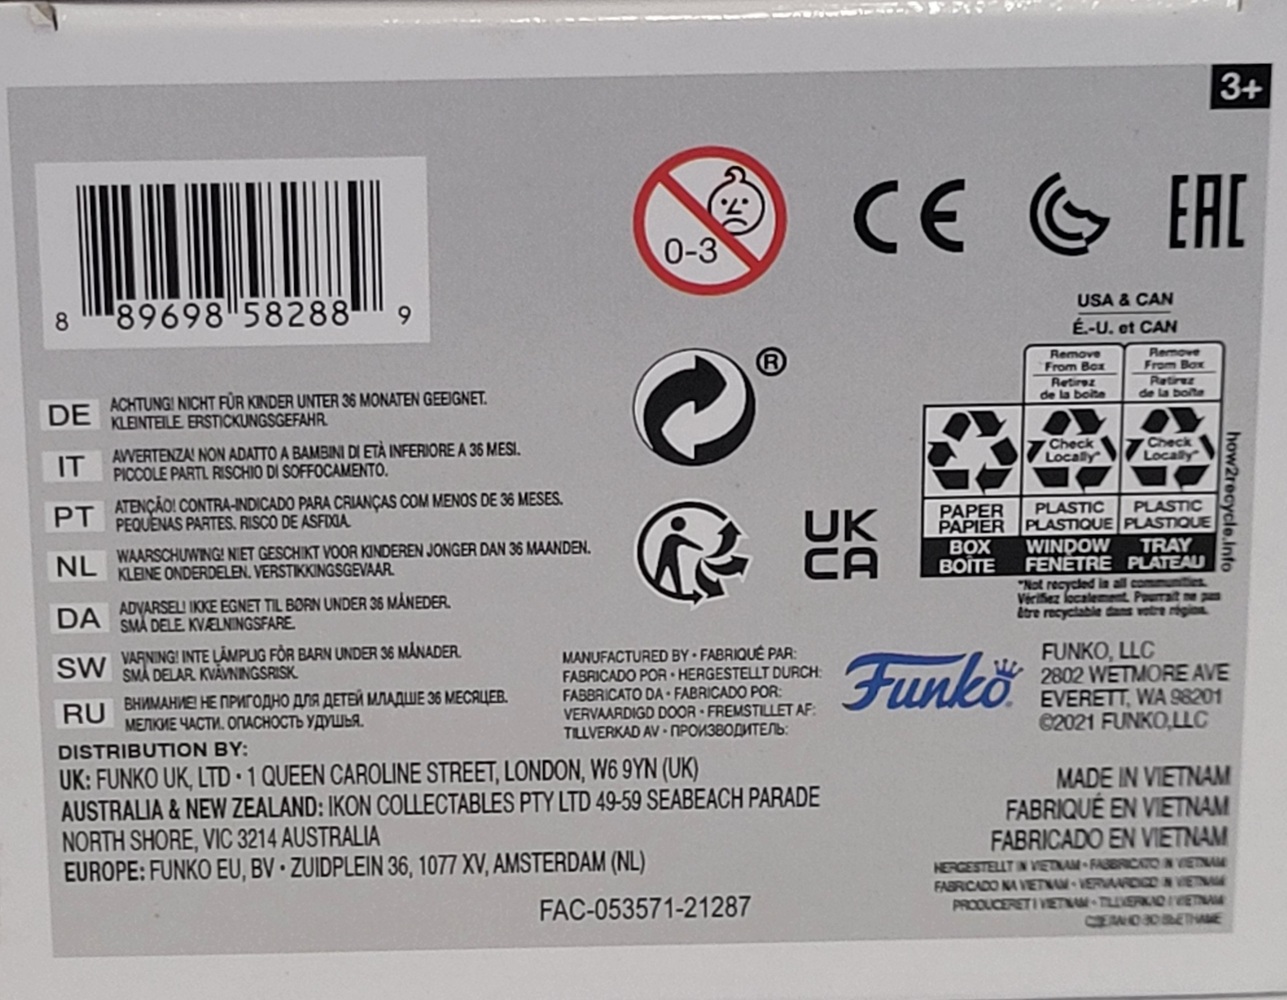 3+
8 89698 58288 9
0-3
CE
EAC
®
UK
CA
USA & CAN
É.-U. et CAN
Remove
From Box
Retirez
de la boîte
Remove
From Box
Retirez
de la boîte
Check
Locally*
Check
Locally*
PAPER
PAPIER
PLASTIC
PLASTIQUE
PLASTIC
PLASTIQUE
BOX
BOÎTE
WINDOW
FENÊTRE
TRAY
PLATEAU
how2recycle.info
*Not recycled in all communities.
Vérifiez localement. Pourrait ne pas
être recyclable dans votre région.
DE ACHTUNG! NICHT FÜR KINDER UNTER 36 MONATEN GEEIGNET.
KLEINTEILE. ERSTICKUNGSGEFAHR.
IT AVVERTENZA! NON ADATTO A BAMBINI DI ETÀ INFERIORE A 36 MESI.
PICCOLE PARTI. RISCHIO DI SOFFOCAMENTO.
PT ATENÇÃO! CONTRA-INDICADO PARA CRIANÇAS COM MENOS DE 36 MESES.
PEQUENAS PARTES. RISCO DE ASFIXIA.
NL WAARSCHUWING! NIET GESCHIKT VOOR KINDEREN JONGER DAN 36 MAANDEN.
KLEINE ONDERDELEN. VERSTIKKINGSGEVAAR.
DA ADVARSEL! IKKE EGNET TIL BØRN UNDER 36 MÅNEDER.
SMÅ DELE. KVÆLNINGSFARE.
SW VARNING! INTE LÄMPLIG FÖR BARN UNDER 36 MÅNADER.
SMÅ DELAR. KVÄVNINGSRISK.
RU ВНИМАНИЕ! НЕ ПРИГОДНО ДЛЯ ДЕТЕЙ МЛАДШЕ 36 МЕСЯЦЕВ.
МЕЛКИЕ ЧАСТИ. ОПАСНОСТЬ УДУШЬЯ.
MANUFACTURED BY • FABRIQUÉ PAR:
FABRICADO POR • HERGESTELLT DURCH:
FABBRICATO DA • FABRICADO POR:
VERVAARDIGD DOOR • FREMSTILLET AF:
TILLVERKAD AV • ПРОИЗВОДИТЕЛЬ:
Funko
FUNKO, LLC
2802 WETMORE AVE
EVERETT, WA 98201
©2021 FUNKO,LLC
DISTRIBUTION BY:
UK: FUNKO UK, LTD • 1 QUEEN CAROLINE STREET, LONDON, W6 9YN (UK)
AUSTRALIA & NEW ZEALAND: IKON COLLECTABLES PTY LTD 49-59 SEABEACH PARADE
NORTH SHORE, VIC 3214 AUSTRALIA
EUROPE: FUNKO EU, BV • ZUIDPLEIN 36, 1077 XV, AMSTERDAM (NL)
MADE IN VIETNAM
FABRIQUÉ EN VIETNAM
FABRICADO EN VIETNAM
HERGESTELLT IN VIETNAM • FABBRICATO IN VIETNAM
FABRICADO NA VIETNAM • VERVAARDIGD IN VIETNAM
PRODUCERET I VIETNAM • TILLVERKAD I VIETNAM
СДЕЛАНО ВО ВЬЕТНАМЕ
FAC-053571-21287